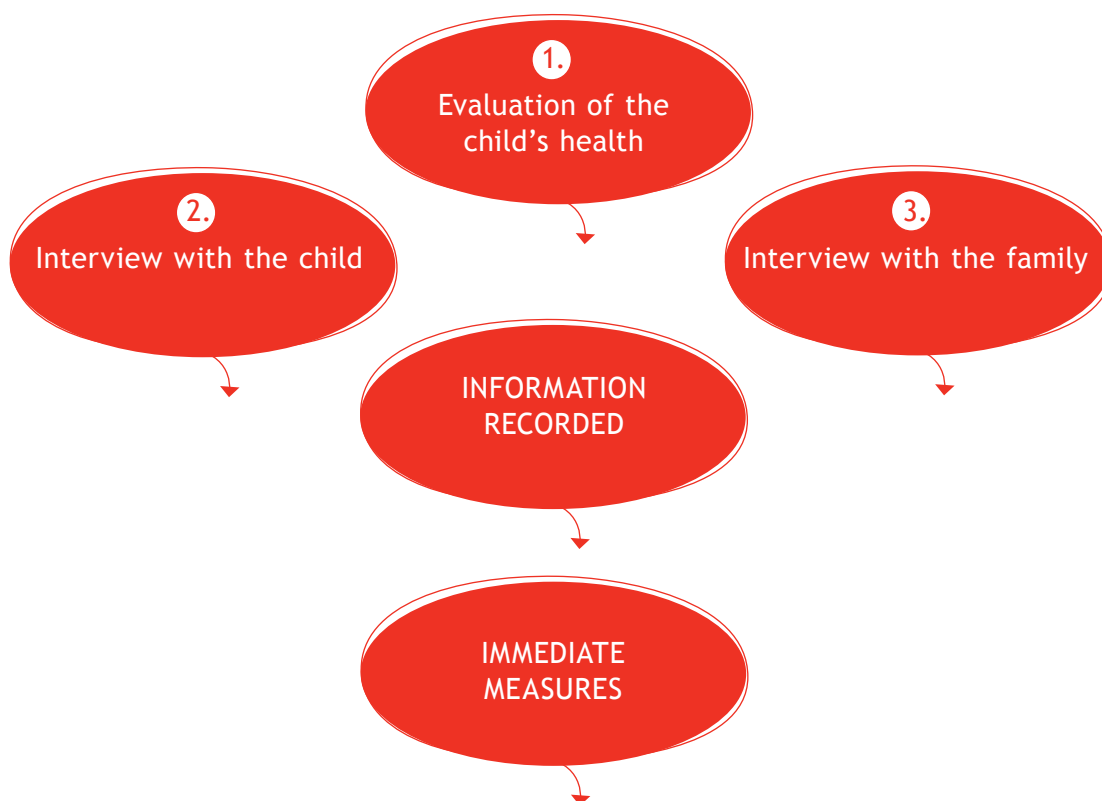 1.
Evaluation of the
child’s health
2.
Interview with the child
3.
Interview with the family
INFORMATION
RECORDED
IMMEDIATE
MEASURES